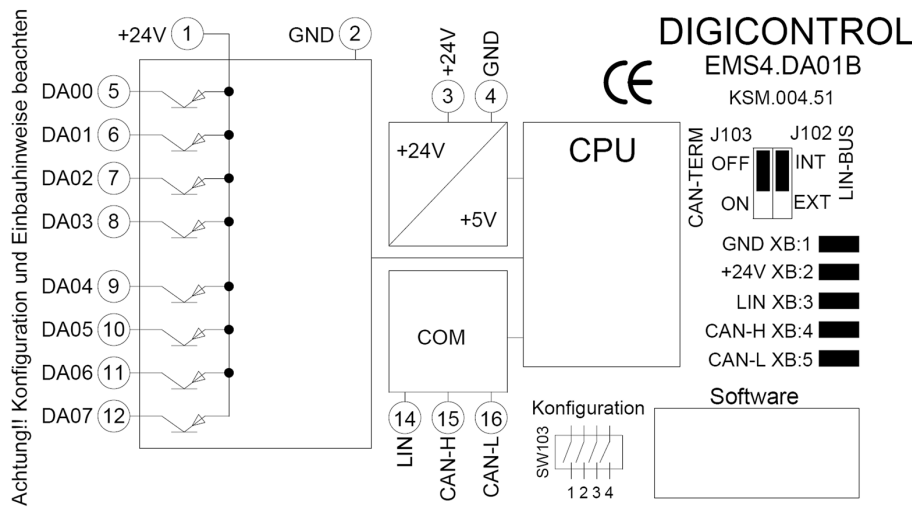 Achtung!! Konfiguration und Einbauhinweise beachten
+24V 1
GND 2
DA00 5
DA01 6
DA02 7
DA03 8
DA04 9
DA05 10
DA06 11
DA07 12
+24V
3
GND
4
+24V
+5V
COM
14
LIN
15
CAN-H
16
CAN-L
CPU
CE
DIGICONTROL
EMS4.DA01B
KSM.004.51
CAN-TERM
J103 J102
OFF INT
ON EXT
LIN-BUS
GND XB:1
+24V XB:2
LIN XB:3
CAN-H XB:4
CAN-L XB:5
Konfiguration
SW103
1 2 3 4
Software